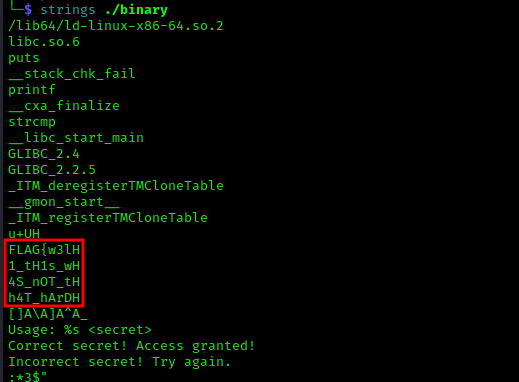 └─$ strings ./binary
/lib64/ld-linux-x86-64.so.2
libc.so.6
puts
__stack_chk_fail
printf
__cxa_finalize
strcmp
__libc_start_main
GLIBC_2.4
GLIBC_2.2.5
_ITM_deregisterTMCloneTable
__gmon_start__
_ITM_registerTMCloneTable
u+UH
FLAG{w3lH
1_tH1s_wH
4S_nOT_tH
h4T_hArDH
[]A\A]A^A_
Usage: %s <secret>
Correct secret! Access granted!
Incorrect secret! Try again.
:*3$"